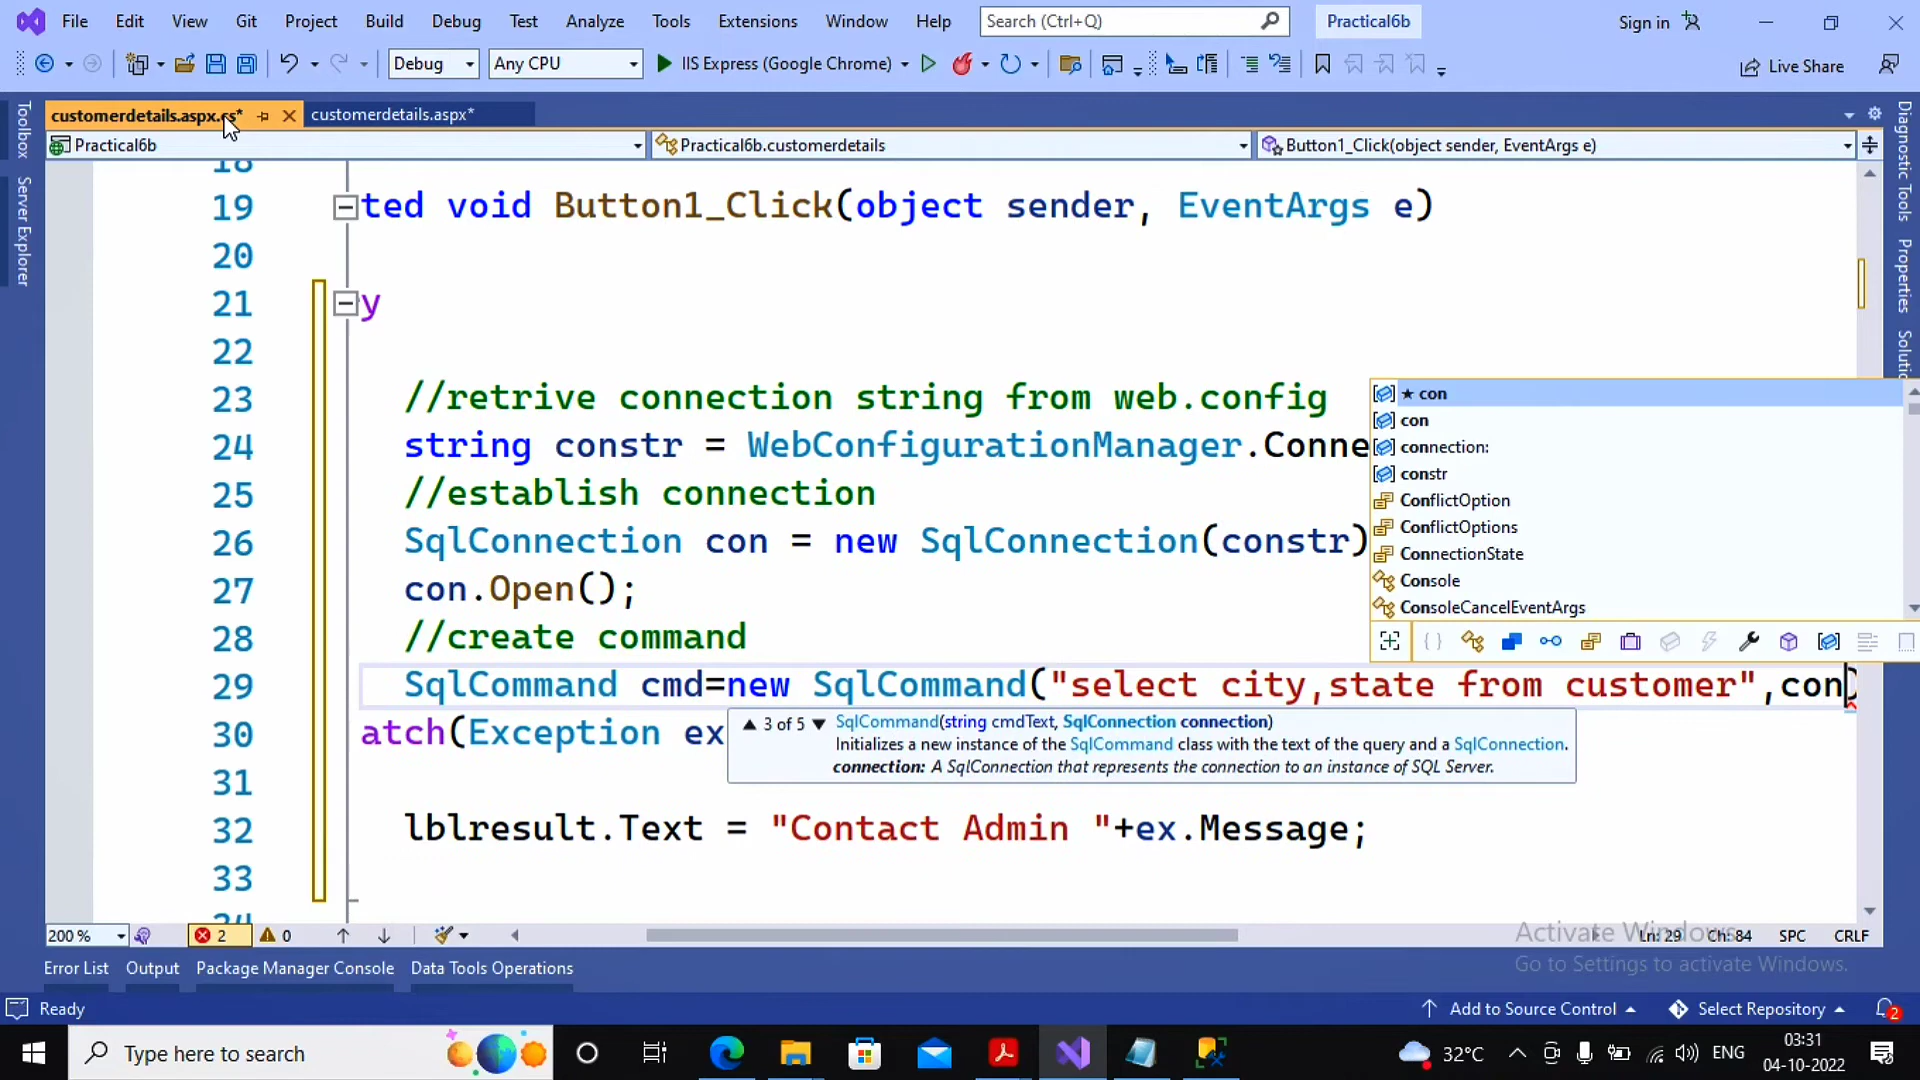 File Edit View Git Project Build Debug Test Analyze Tools Extensions Window Help Search (Ctrl+Q) Practical6b Sign in
Debug Any CPU IIS Express (Google Chrome) Live Share
customerdetails.aspx.cs* customerdetails.aspx*
Practical6b Practical6b.customerdetails Button1_Click(object sender, EventArgs e)
Toolbox
Server Explorer
Diagnostic Tools
Properties
18
19 ted void Button1_Click(object sender, EventArgs e)
20
21 y
22
23 //retrive connection string from web.config
24 string constr = WebConfigurationManager.Conne
25 //establish connection
26 SqlConnection con = new SqlConnection(constr)
27 con.Open();
28 //create command
29 SqlCommand cmd=new SqlCommand("select city,state from customer",con)
30 atch(Exception ex
31
32 lblresult.Text = "Contact Admin "+ex.Message;
33
★ con
con
connection:
constr
ConflictOption
ConflictOptions
ConnectionState
Console
ConsoleCancelEventArgs
▲ 3 of 5 ▼ SqlCommand(string cmdText, SqlConnection connection)
Initializes a new instance of the SqlCommand class with the text of the query and a SqlConnection.
connection: A SqlConnection that represents the connection to an instance of SQL Server.
200 % 2 0 Ln: 29 Ch: 84 SPC CRLF
Activate Windows
Go to Settings to activate Windows.
Error List Output Package Manager Console Data Tools Operations
Ready Add to Source Control Select Repository 2
Type here to search 32°C ENG 03:31
04-10-2022